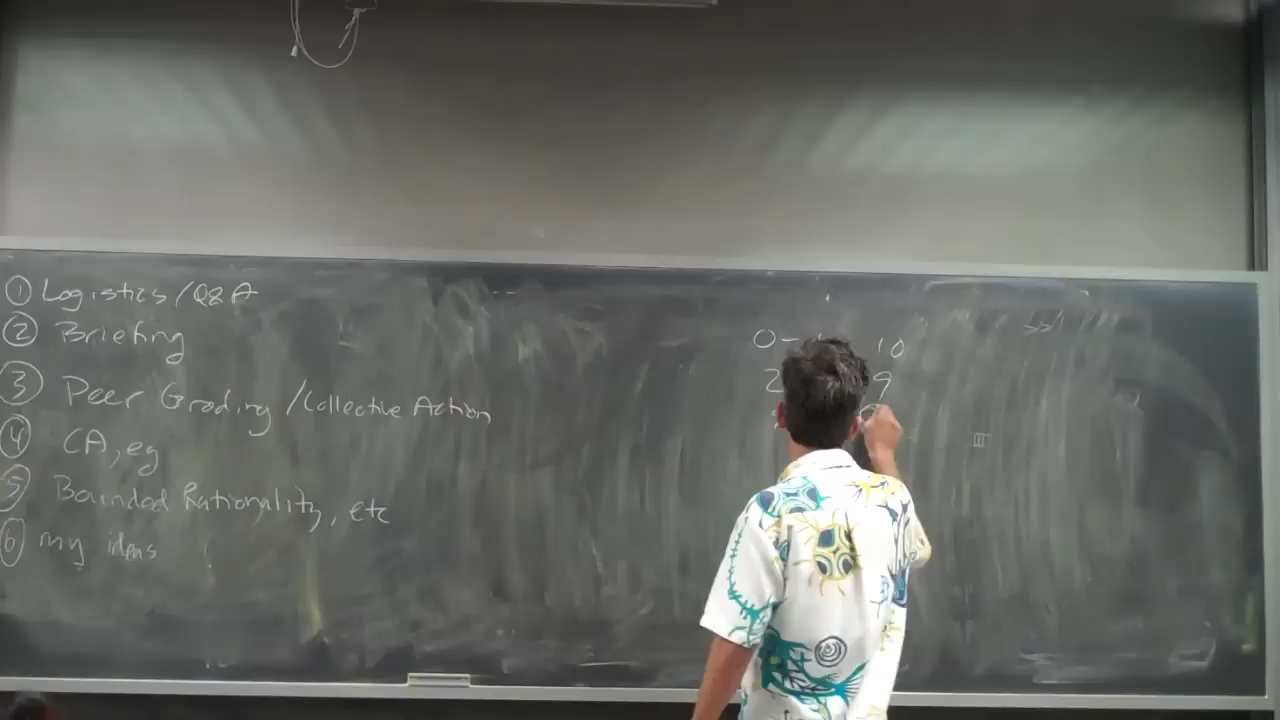 ① Logistics/Q&A
② Briefing
③ Peer Grading/Collective Action
④ CA, eg
⑤ Bounded Rationality, etc
⑥ my ideas
0- 10
2 9